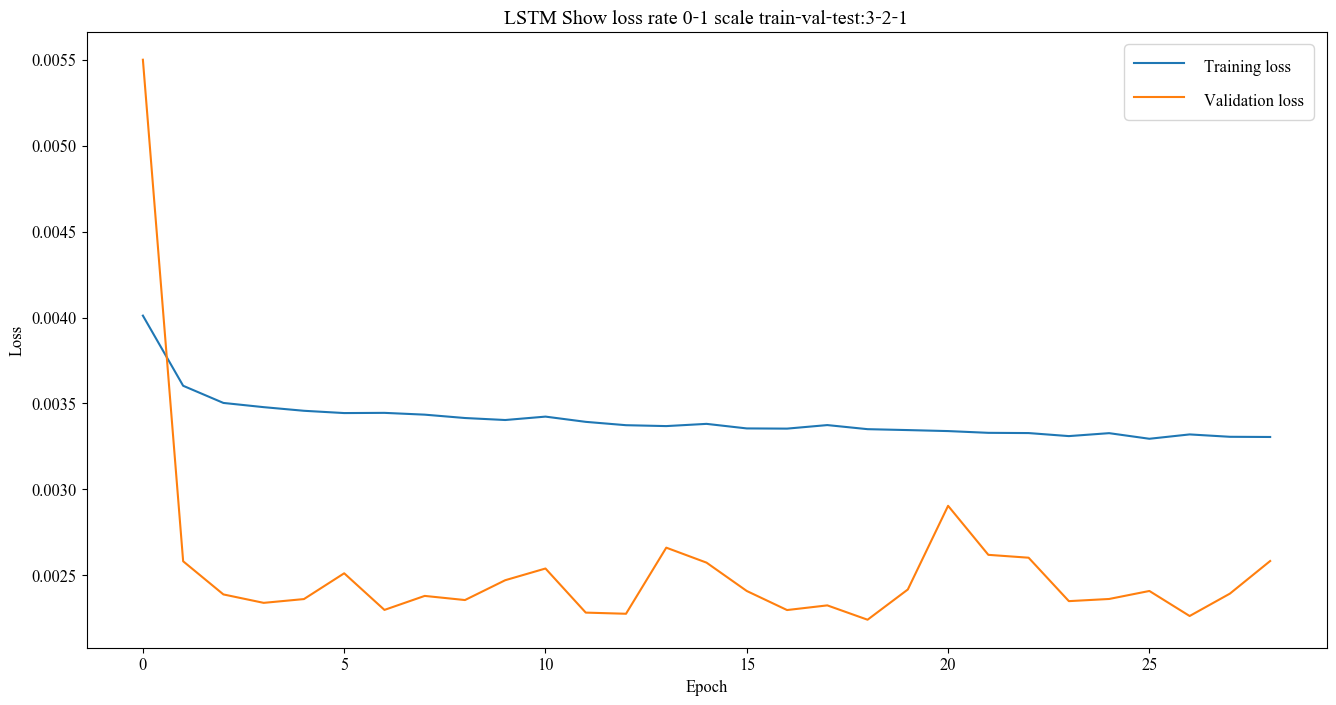 LSTM Show loss rate 0-1 scale train-val-test:3-2-1
Training loss
Validation loss
0.0055
0.0050
0.0045
0.0040
0.0035
0.0030
0.0025
Loss
0 5 10 15 20 25
Epoch